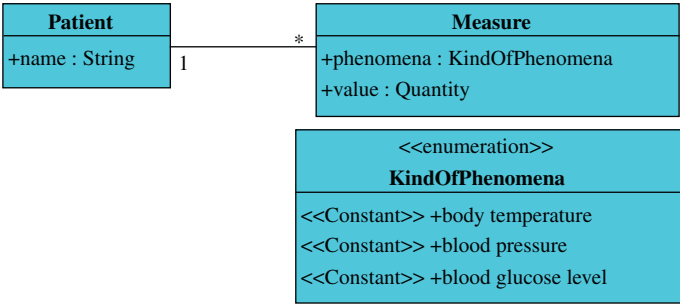 Patient
+name : String
1
*
Measure
+phenomena : KindOfPhenomena
+value : Quantity
<<enumeration>>
KindOfPhenomena
<<Constant>> +body temperature
<<Constant>> +blood pressure
<<Constant>> +blood glucose level